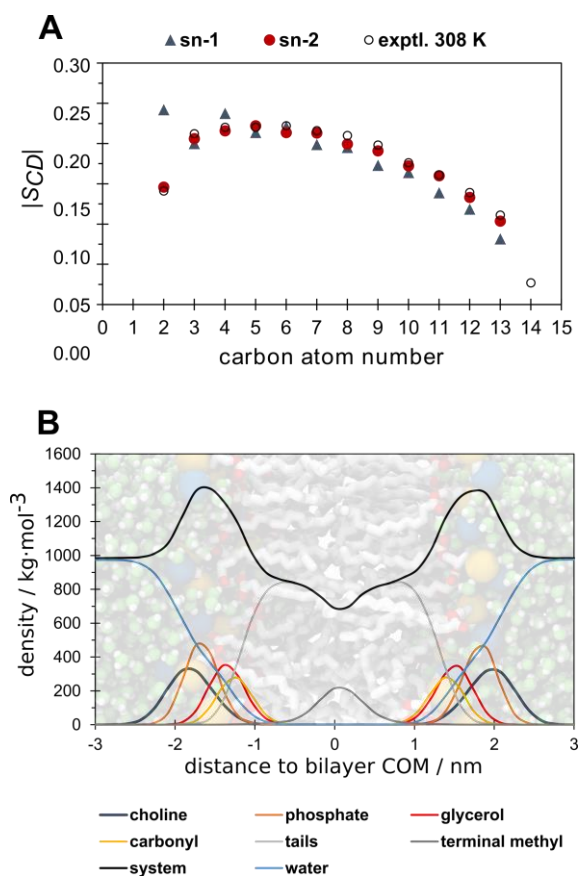 A
sn-1 sn-2 exptl. 308 K
0.30
0.25
0.20
0.15
0.10
0.05
0.00
|SCD|
0 1 2 3 4 5 6 7 8 9 10 11 12 13 14 15
carbon atom number
B
1600
1400
1200
1000
800
600
400
200
0
density / kg·mol-3
-3 -2 -1 0 1 2 3
distance to bilayer COM / nm
choline phosphate glycerol
carbonyl tails terminal methyl
system water